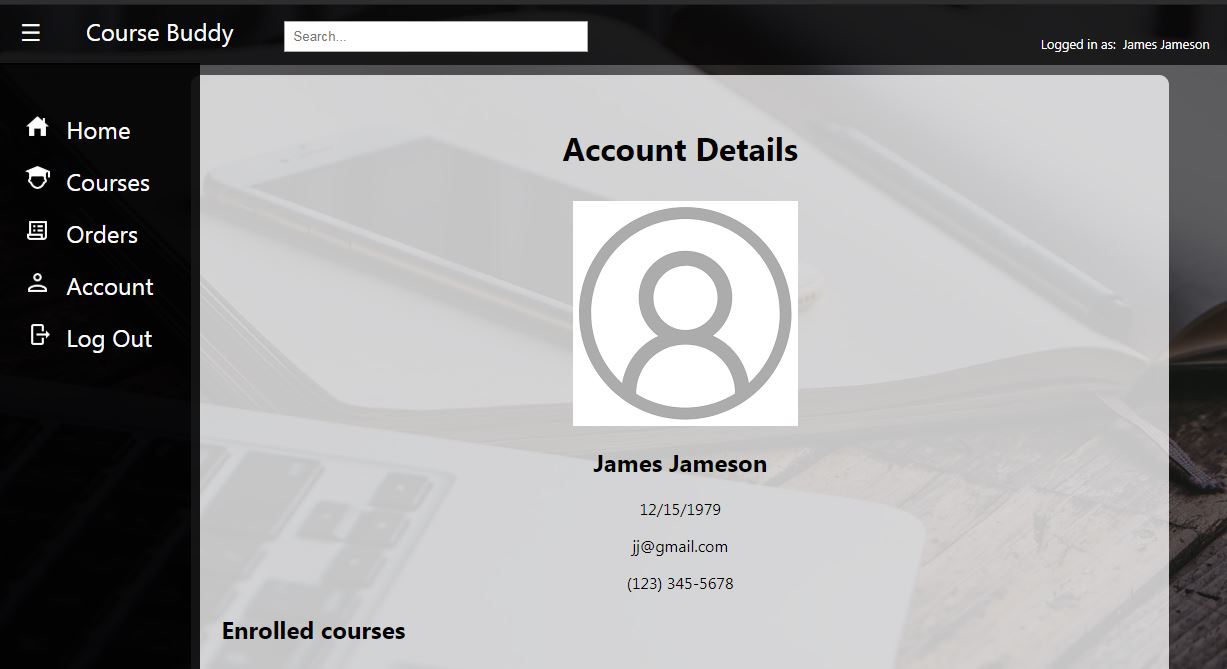 Course Buddy
Search...
Logged in as: James Jameson
Home
Courses
Orders
Account
Log Out
Account Details
James Jameson
12/15/1979
jj@gmail.com
(123) 345-5678
Enrolled courses